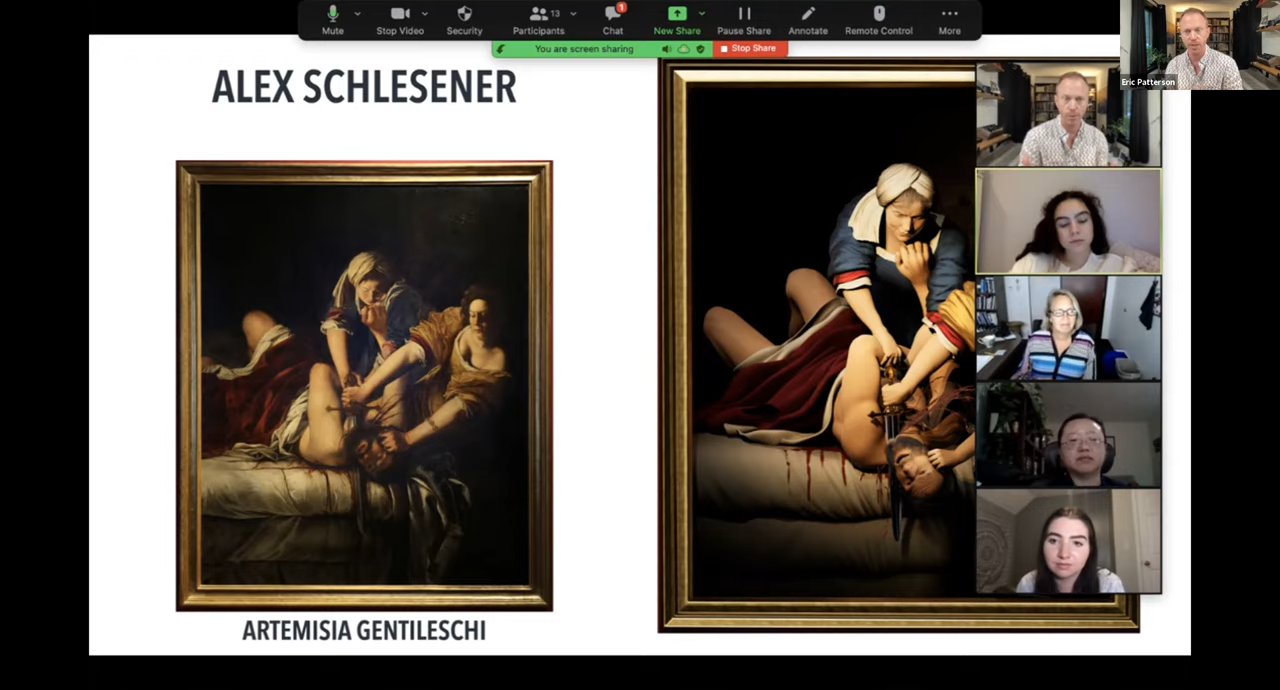 13
1
Mute
Stop Video
Security
Participants
Chat
New Share
Pause Share
Annotate
Remote Control
More
You are screen sharing
Stop Share
Eric Patterson
ALEX SCHLESENER
ARTEMISIA GENTILESCHI